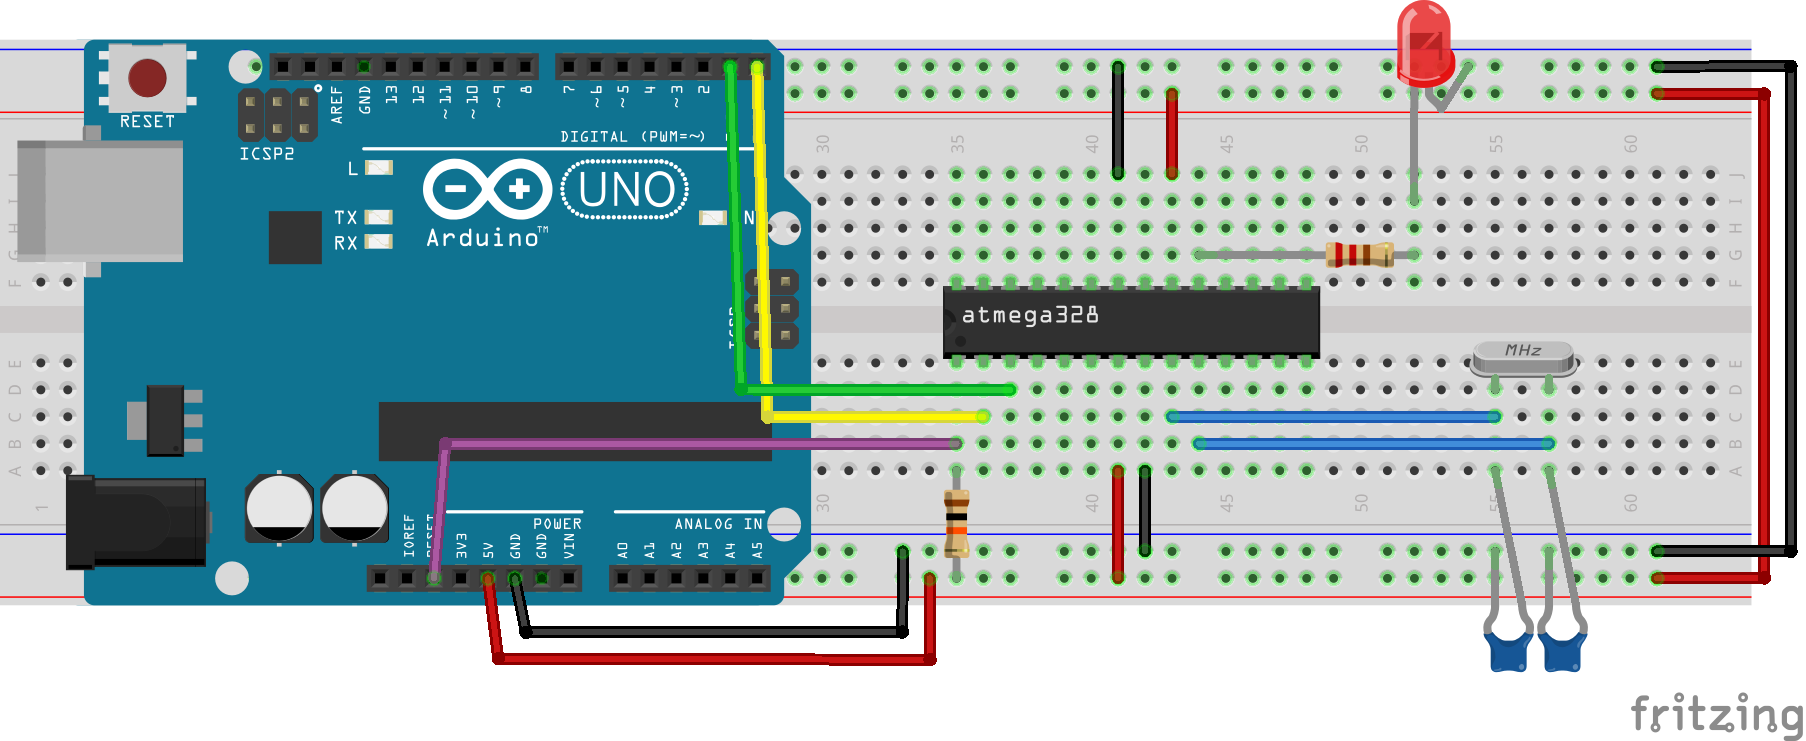 RESET
ICSP2
AREF
GND
13
12
~11
~10
~9
8
7
~6
~5
4
~3
2
DIGITAL (PWM=~)
L
TX
RX
UNO
Arduino™
N
30
35
40
45
50
55
60
J
I
H
G
F
J
I
H
G
F
atmega328
MHz
E
D
C
B
A
E
D
C
B
A
1
30
40
45
50
55
60
IOREF
RESET
3V3
5V
GND
GND
VIN
POWER
A0
A1
A2
A3
A4
A5
ANALOG IN
fritzing